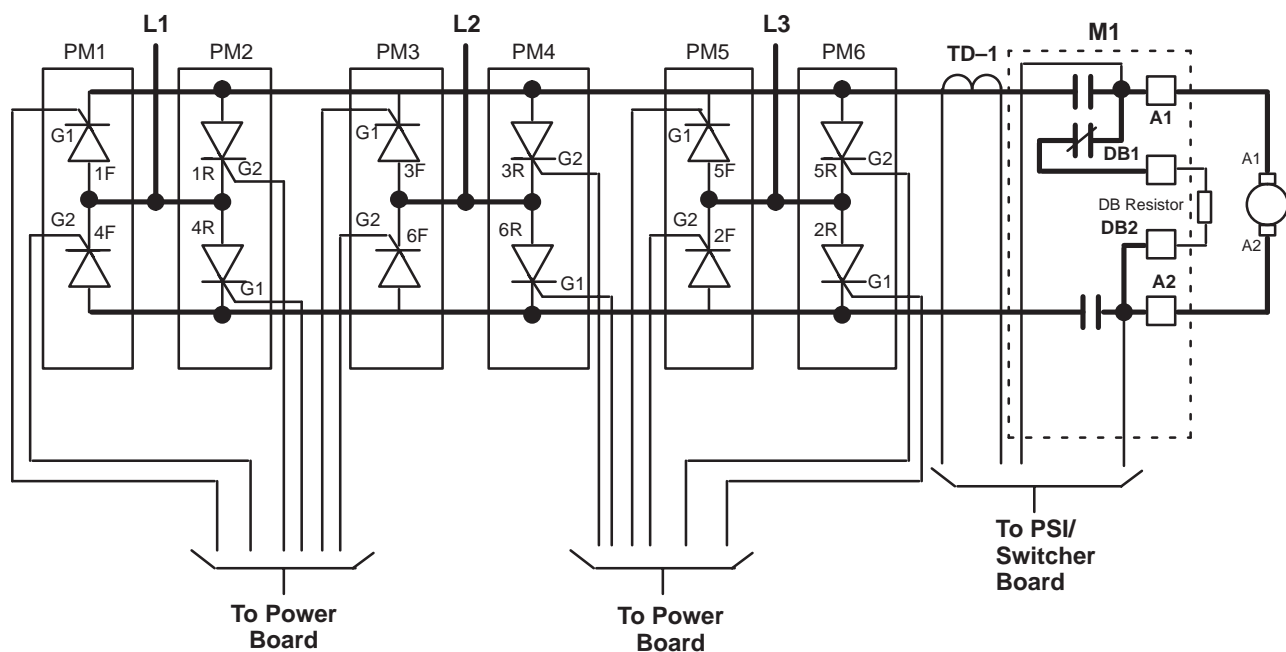 L1
L2
L3
M1
PM1
PM2
PM3
PM4
PM5
PM6
TD–1
G1
1F
1R
G2
G1
3F
3R
G2
G1
5F
5R
G2
A1
DB1
A1
DB Resistor
G2
4F
4R
G1
G2
6F
6R
G1
G2
2F
2R
G1
DB2
A2
A2
To PSI/
Switcher
Board
To Power
Board
To Power
Board